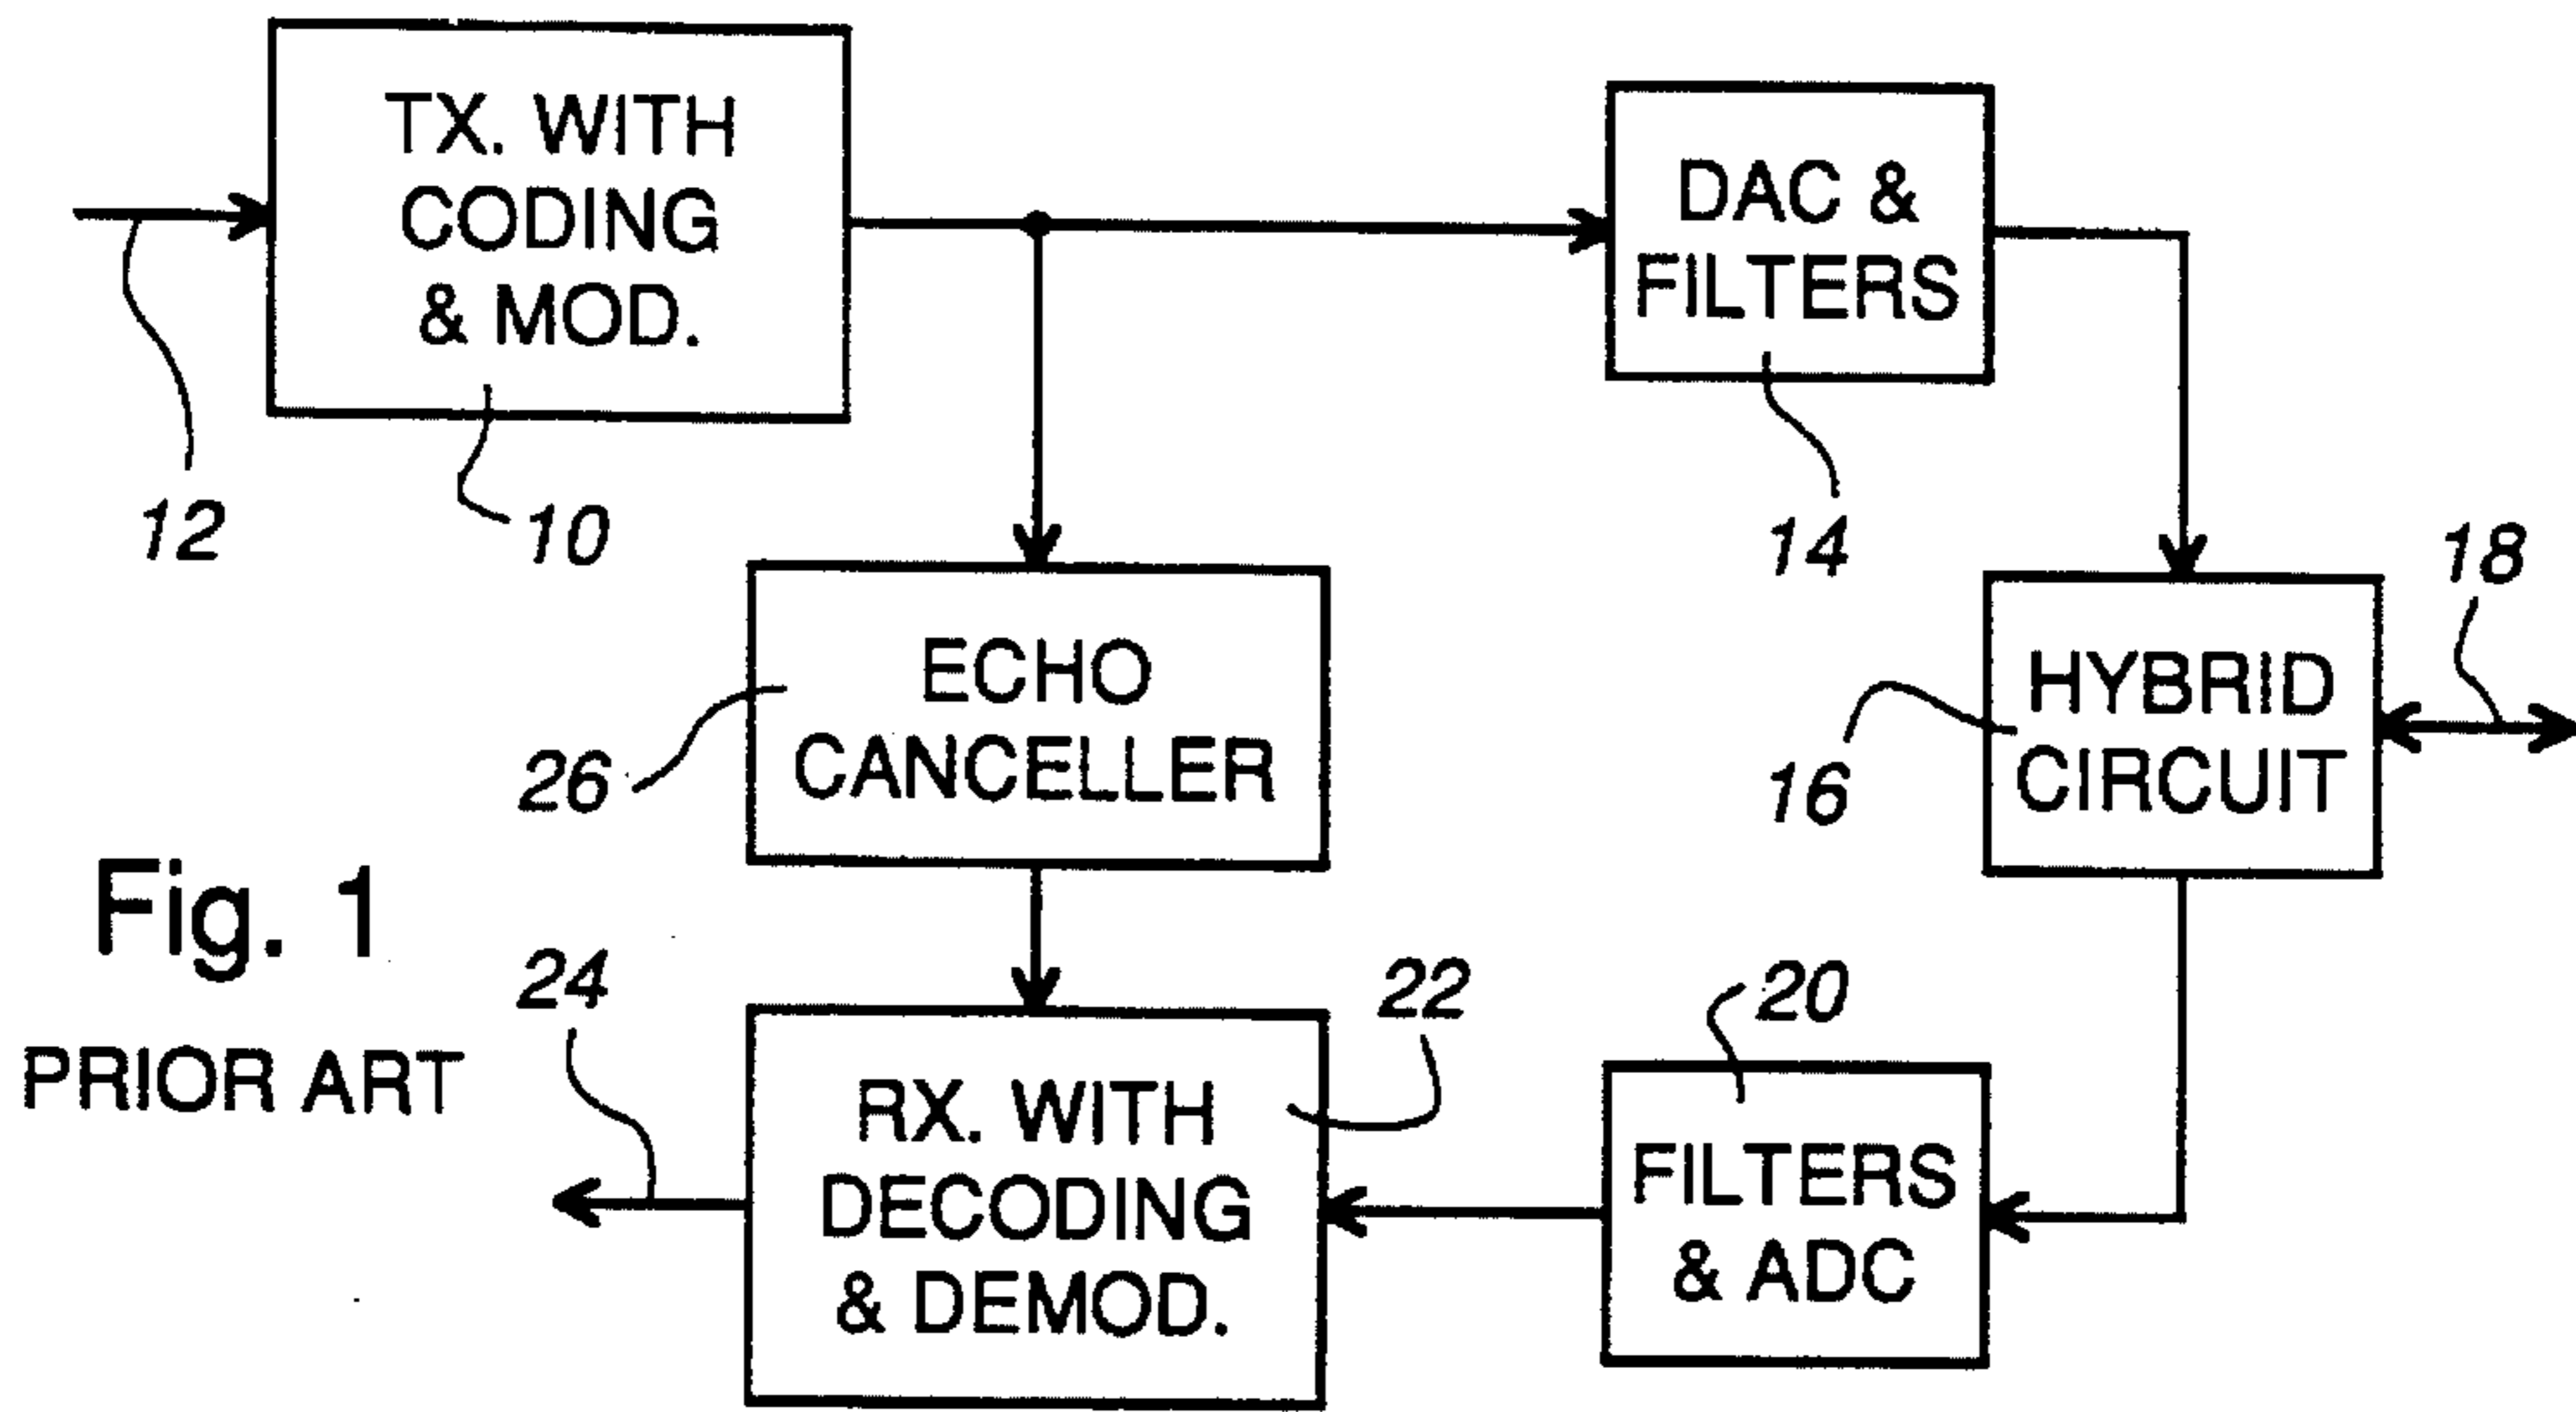 TX. WITH
CODING
& MOD.
DAC &
FILTERS
12
10
14
18
ECHO
CANCELLER
HYBRID
CIRCUIT
26
16
Fig. 1
PRIOR ART
24
22
20
RX. WITH
DECODING
& DEMOD.
FILTERS
& ADC